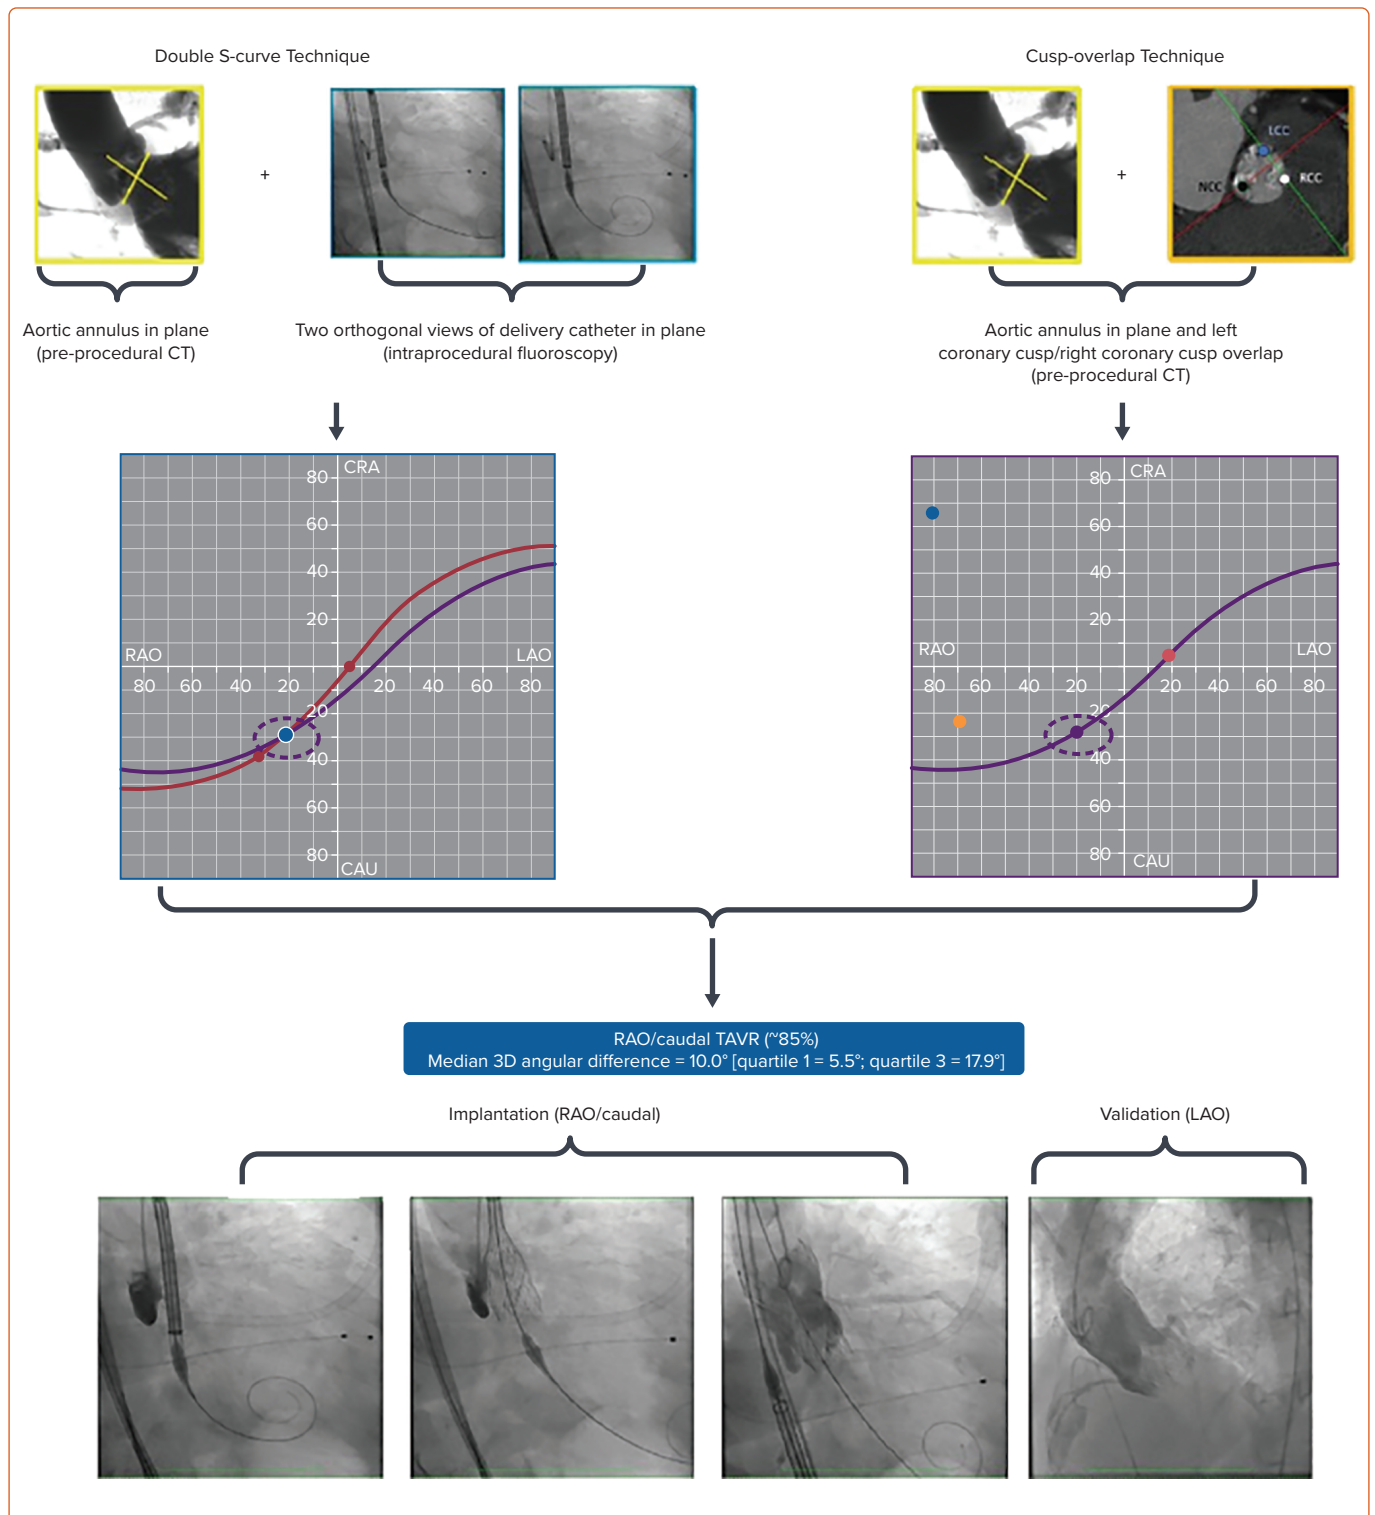 Double S-curve Technique
Cusp-overlap Technique
+
+
LCC
NCC
RCC
Aortic annulus in plane
(pre-procedural CT)
Two orthogonal views of delivery catheter in plane
(intraprocedural fluoroscopy)
Aortic annulus in plane and left
coronary cusp/right coronary cusp overlap
(pre-procedural CT)
CRA
80
60
40
20
RAO
LAO
80 60 40 20 20 40 60 80
20
40
60
80
CAU
CRA
80
60
40
20
RAO
LAO
80 60 40 20 20 40 60 80
20
40
60
80
CAU
RAO/caudal TAVR (~85%)
Median 3D angular difference = 10.0° [quartile 1 = 5.5°; quartile 3 = 17.9°]
Implantation (RAO/caudal)
Validation (LAO)